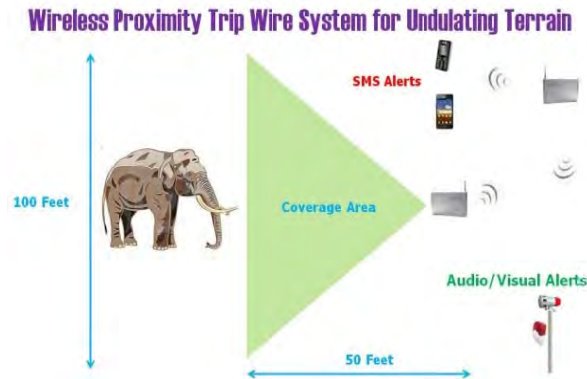 Wireless Proximity Trip Wire System for Undulating Terrain
SMS Alerts
100 Feet
Coverage Area
Audio/Visual Alerts
50 Feet